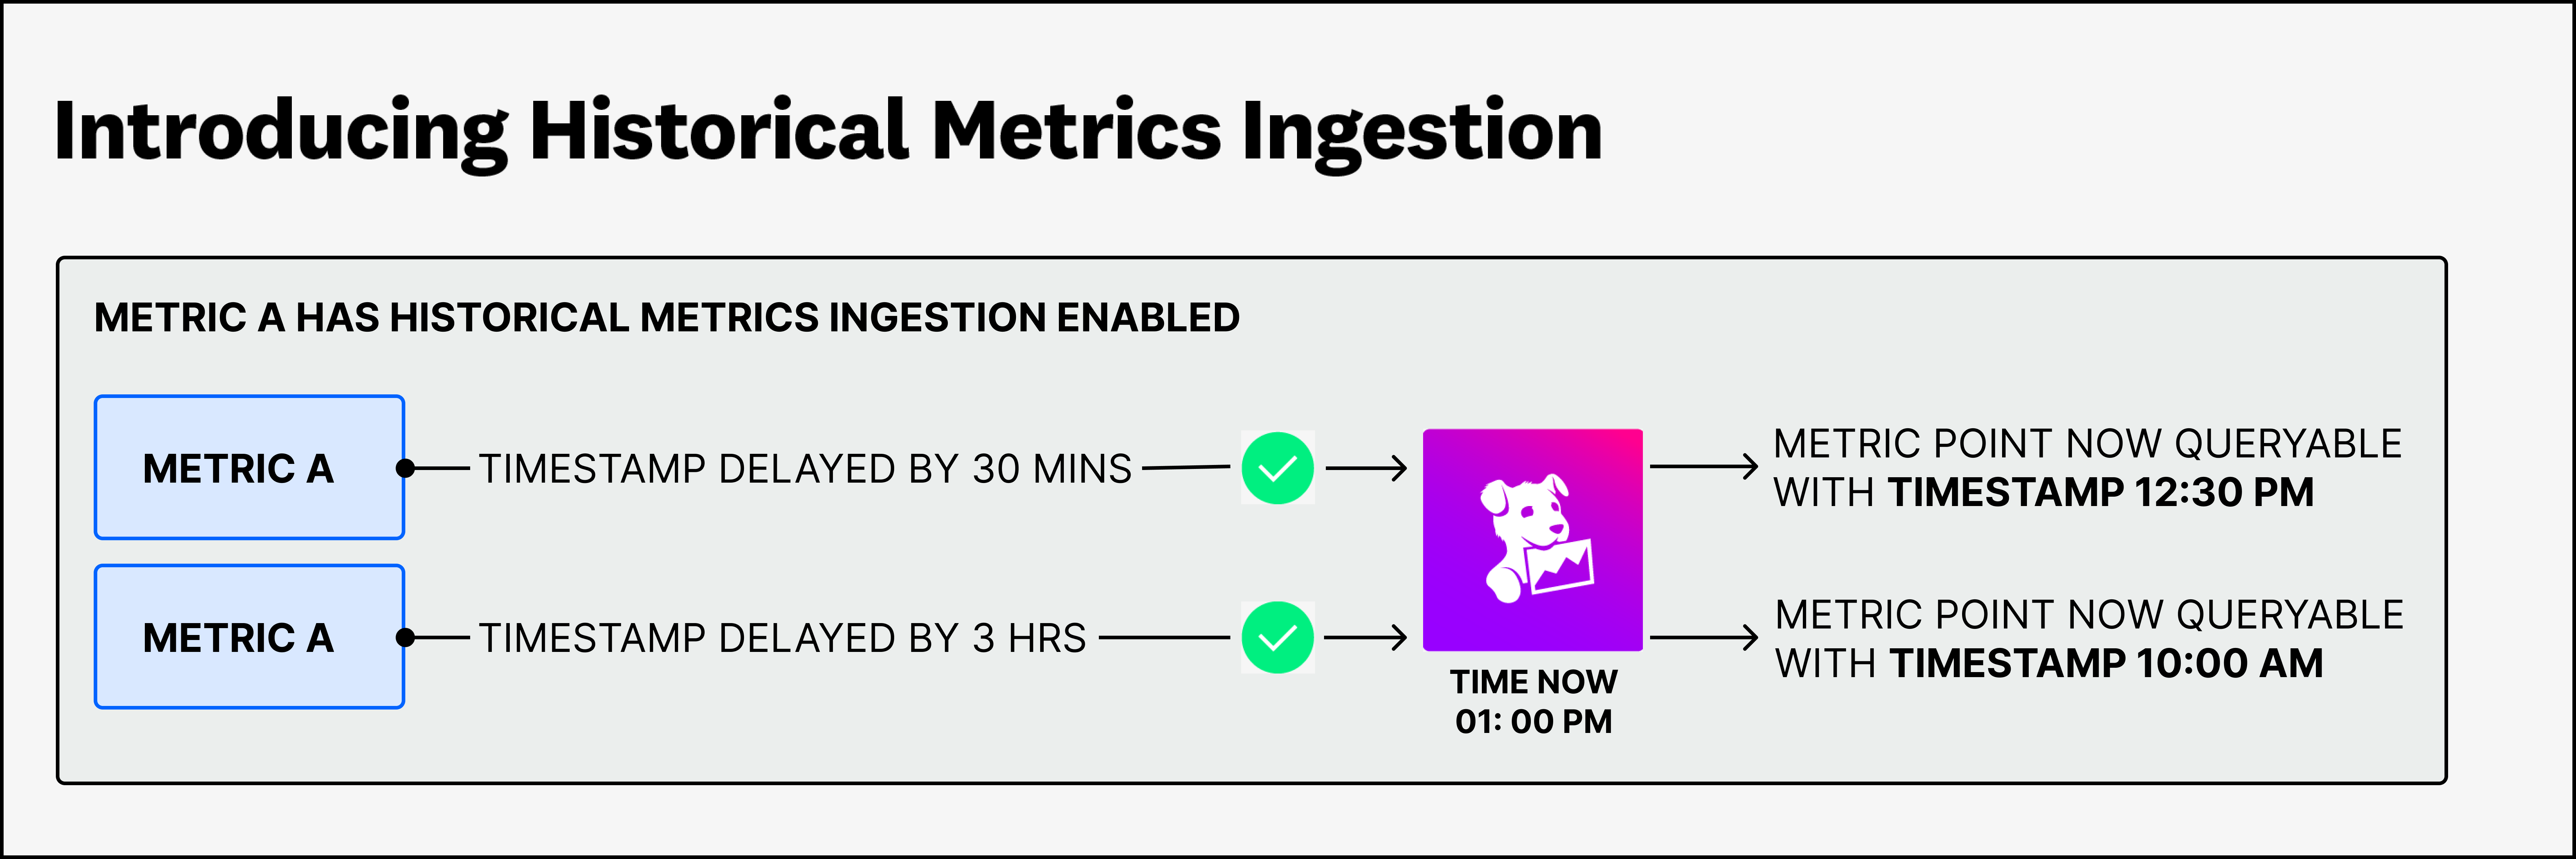 Introducing Historical Metrics Ingestion
METRIC A HAS HISTORICAL METRICS INGESTION ENABLED
METRIC A
TIMESTAMP DELAYED BY 30 MINS
METRIC POINT NOW QUERYABLE
WITH TIMESTAMP 12:30 PM
METRIC A
TIMESTAMP DELAYED BY 3 HRS
METRIC POINT NOW QUERYABLE
WITH TIMESTAMP 10:00 AM
TIME NOW
01: 00 PM